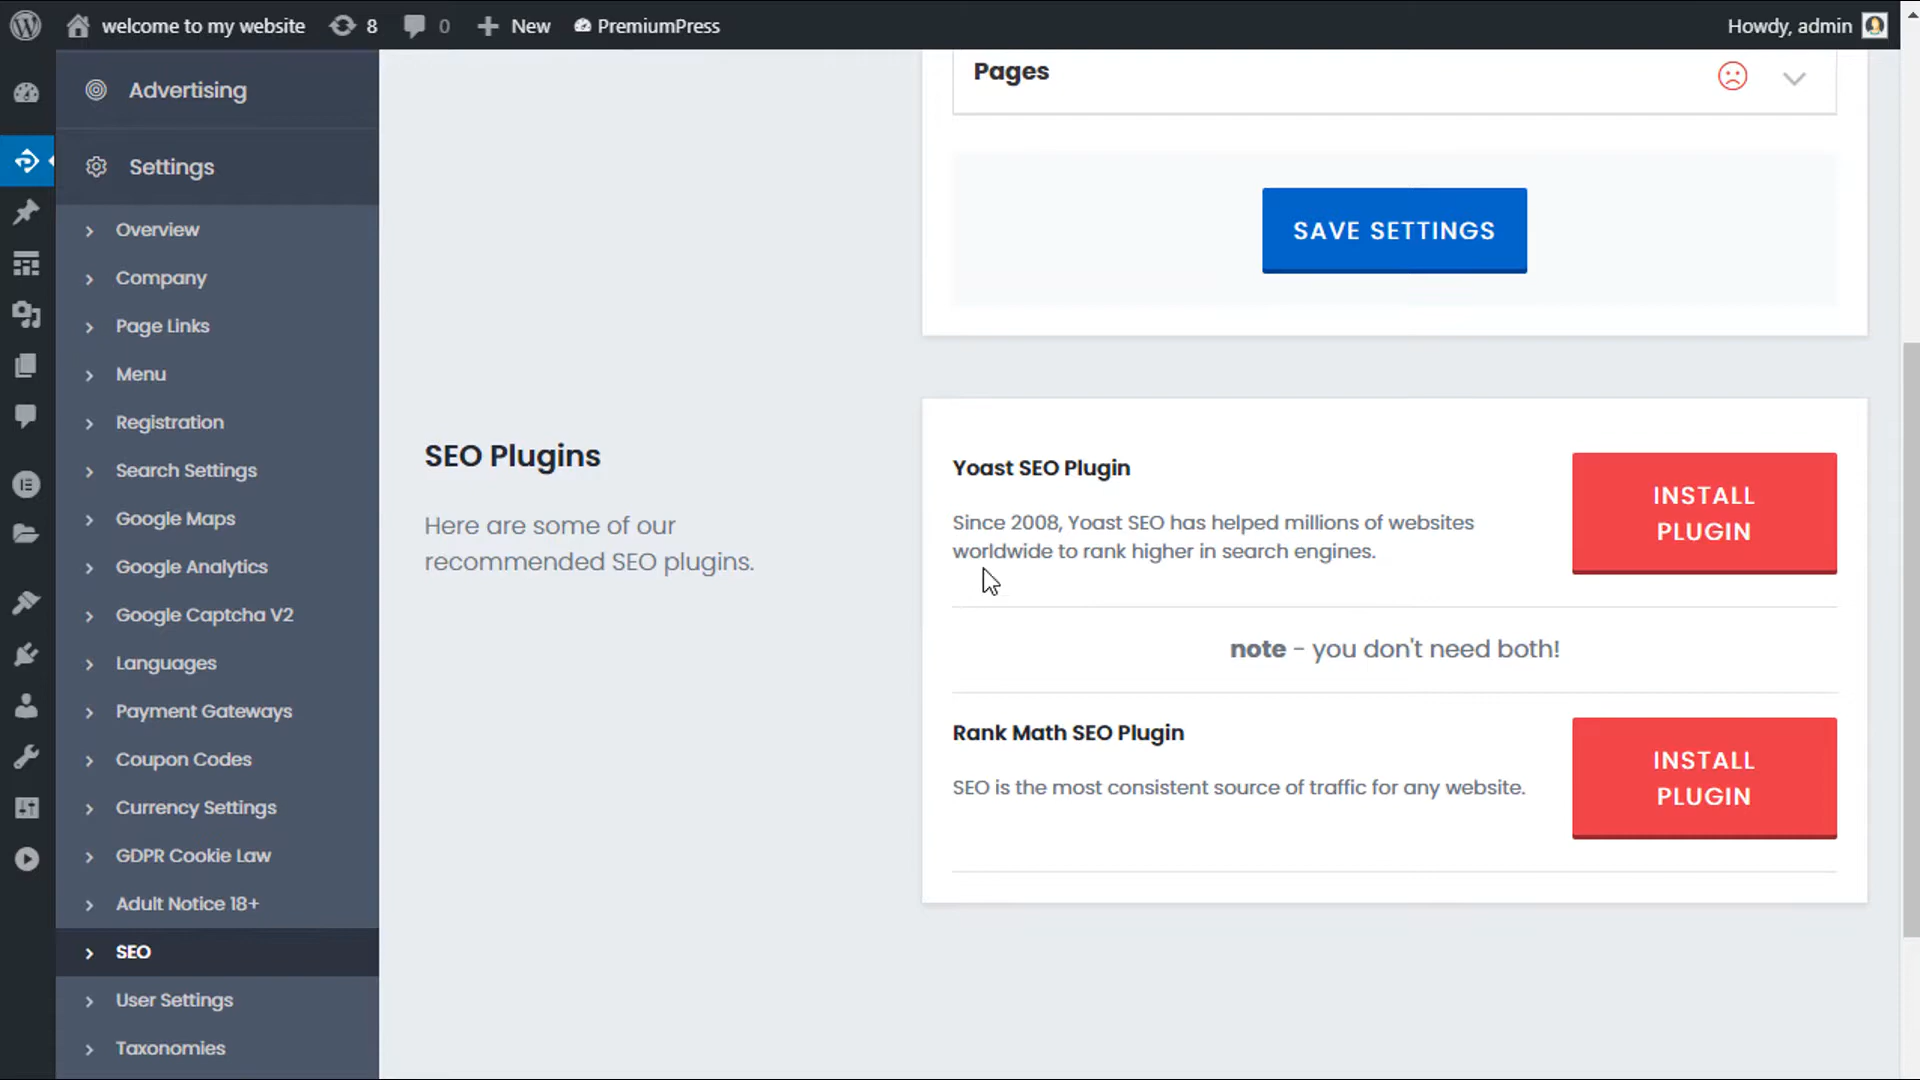 welcome to my website
8
0
New
PremiumPress
Howdy, admin
Advertising
Settings
Overview
Company
Page Links
Menu
Registration
Search Settings
Google Maps
Google Analytics
Google Captcha V2
Languages
Payment Gateways
Coupon Codes
Currency Settings
GDPR Cookie Law
Adult Notice 18+
SEO
User Settings
Taxonomies
Pages
SAVE SETTINGS
SEO Plugins
Here are some of our
recommended SEO plugins.
Yoast SEO Plugin
Since 2008, Yoast SEO has helped millions of websites
worldwide to rank higher in search engines.
INSTALL
PLUGIN
note - you don't need both!
Rank Math SEO Plugin
SEO is the most consistent source of traffic for any website.
INSTALL
PLUGIN